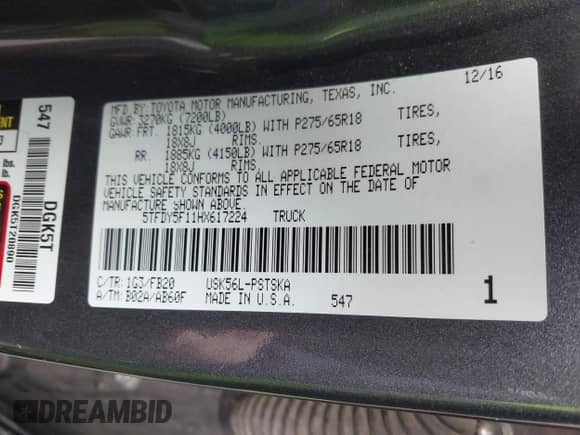 12/16
MFD BY: TOYOTA MOTOR MANUFACTURING, TEXAS, INC.
GVWR 3270KG (7200LB)
GAWR: FRT. 1815KG (4000LB) WITH P275/65R18 TIRES,
18X8J RIMS.
RR. 1885KG (4150LB) WITH P275/65R18 TIRES,
18X8J RIMS.
THIS VEHICLE CONFORMS TO ALL APPLICABLE FEDERAL MOTOR
VEHICLE SAFETY STANDARDS IN EFFECT ON THE DATE OF
MANUFACTURE SHOWN ABOVE.
5TFDY5F11HX617224 TRUCK
C/TR: 1G3/FB20 USK56L-PSTSKA
A/TM: B02A/AB60F MADE IN U.S.A. 547 1
547
DGK5T
DGK5T20890
lbs.
DREAMBID